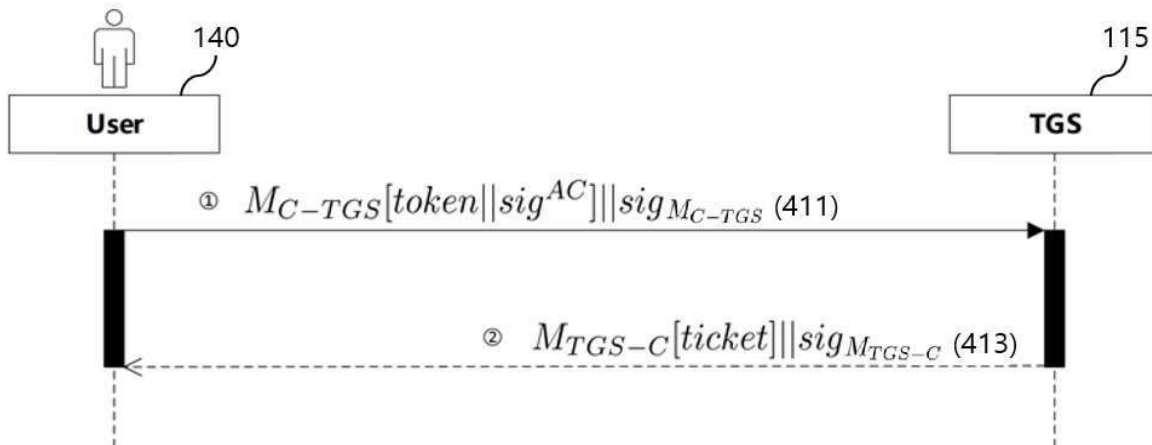 140
115
User
TGS
① M_{C-TGS}[token||sig^{AC}]||sig_{M_{C-TGS}} (411)
② M_{TGS-C}[ticket]||sig_{M_{TGS-C}} (413)